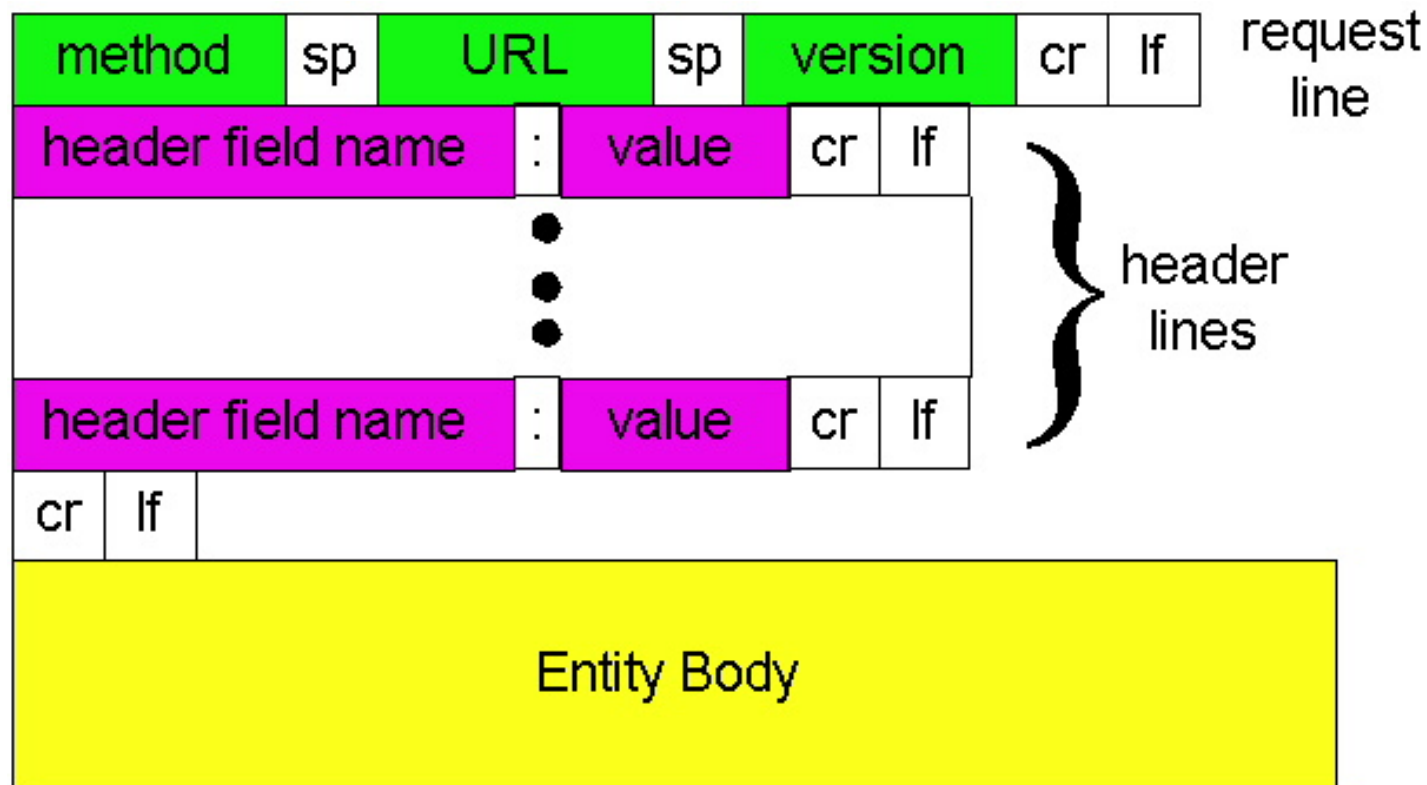 method sp URL sp version cr lf request line
header field name : value cr lf
header lines
header field name : value cr lf
cr lf
Entity Body